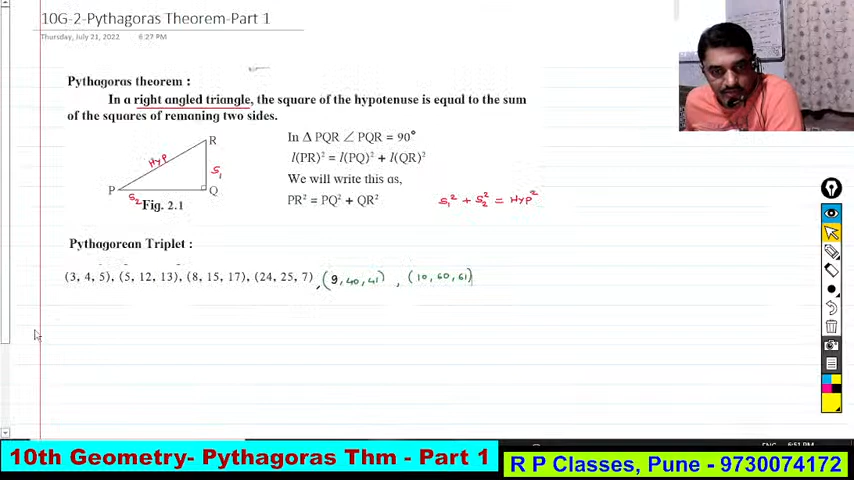 10G-2-Pythagoras Theorem-Part 1
Thursday, July 21, 2022 6:27 PM
Pythagoras theorem :
In a right angled triangle, the square of the hypotenuse is equal to the sum
of the squares of remaning two sides.
R
Hyp
S₁
P
S₂
Q
Fig. 2.1
In Δ PQR ∠ PQR = 90°
l(PR)² = l(PQ)² + l(QR)²
We will write this as,
PR² = PQ² + QR²
S₁² + S₂² = Hyp²
Pythagorean Triplet :
(3, 4, 5), (5, 12, 13), (8, 15, 17), (24, 25, 7) , (9, 40, 41) , (10, 60, 61)
ENG 6:51 PM
10th Geometry- Pythagoras Thm - Part 1
R P Classes, Pune - 9730074172